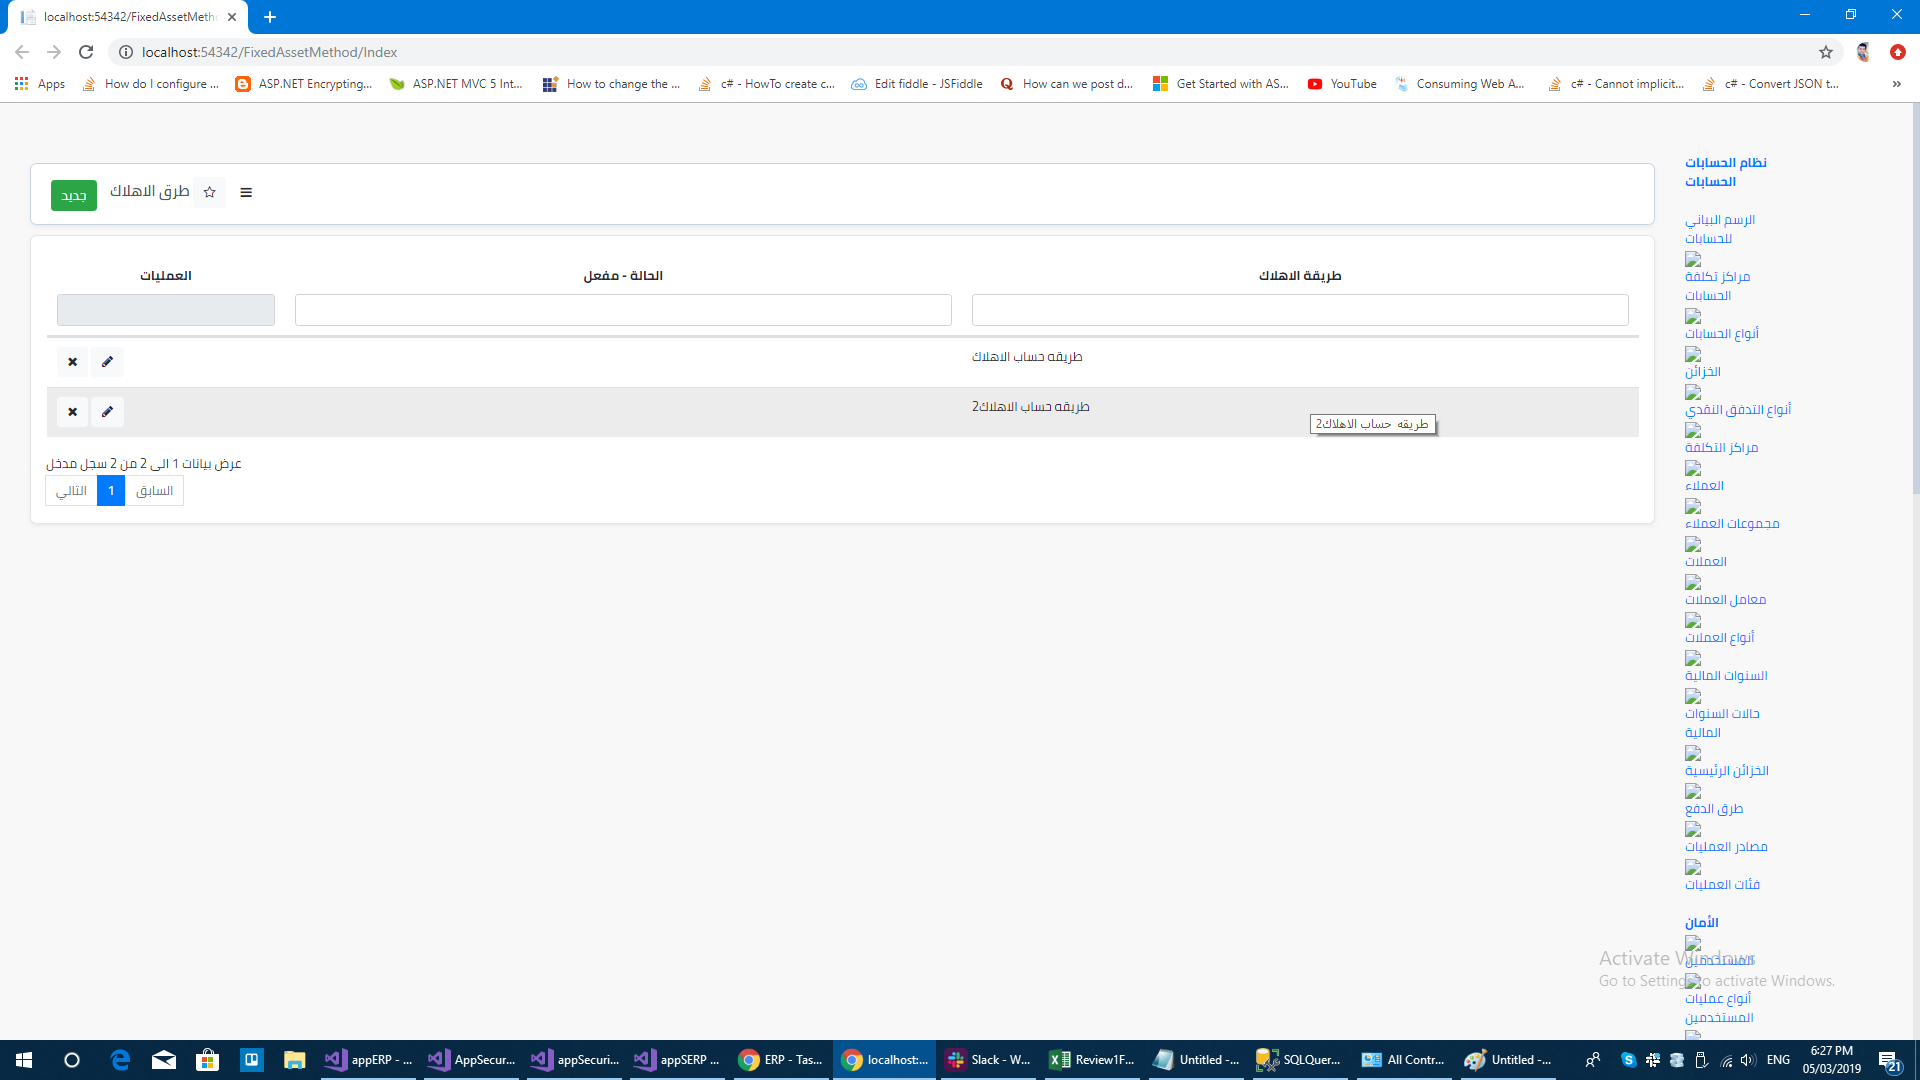 localhost:54342/FixedAssetMeth
localhost:54342/FixedAssetMethod/Index
Apps
How do I configure ...
ASP.NET Encrypting...
ASP.NET MVC 5 Int...
How to change the ...
c# - HowTo create c...
Edit fiddle - JSFiddle
How can we post d...
Get Started with AS...
YouTube
Consuming Web A...
c# - Cannot implicit...
c# - Convert JSON t...
»
جديد
طرق الاهلاك
طريقة الاهلاك
الحالة - مفعل
العمليات
طريقه حساب الاهلاك
طريقه حساب الاهلاك2
طريقه حساب الاهلاك2
عرض بيانات 1 الى 2 من 2 سجل مدخل
السابق
1
التالي
نظام الحسابات
الحسابات
الرسم البياني
للحسابات
مراكز تكلفة
الحسابات
أنواع الحسابات
الخزائن
أنواع التدفق النقدي
مراكز التكلفة
العملاء
مجموعات العملاء
العملات
معامل العملات
أنواع العملات
السنوات المالية
حالات السنوات
المالية
الخزائن الرئيسية
طرق الدفع
مصادر العمليات
فئات العمليات
الأمان
المستخدمين
أنواع عمليات
المستخدمين
Activate Windows
Go to Settings to activate Windows.
appERP - ...
AppSecur...
appSecuri...
appSERP ...
ERP - Tas...
localhost:...
Slack - W...
Review1F...
Untitled -...
SQLQuer...
All Contr...
Untitled -...
ENG
6:27 PM
05/03/2019
21